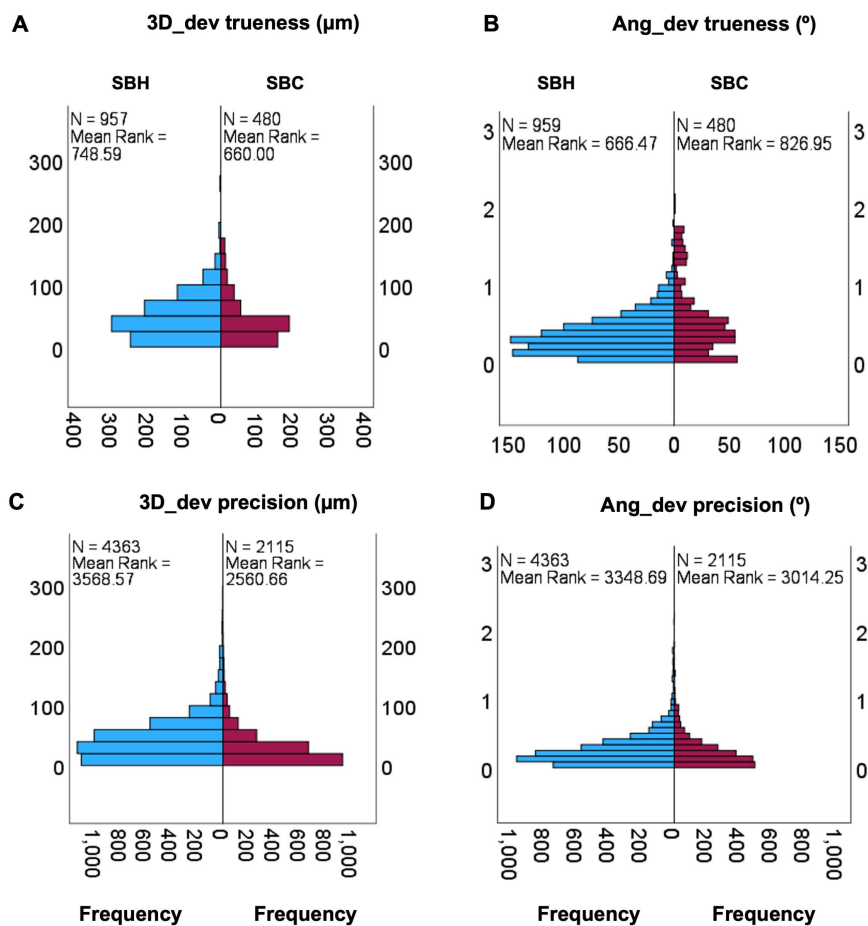 A
3D_dev trueness (µm)
SBH
SBC
N = 957
Mean Rank =
748.59
N = 480
Mean Rank =
660.00
300
200
100
0
300
200
100
0
400
300
200
100
0
100
200
300
400
B
Ang_dev trueness (º)
SBH
SBC
N = 959
Mean Rank = 666.47
N = 480
Mean Rank = 826.95
3
2
1
0
3
2
1
0
150
100
50
0
50
100
150
C
3D_dev precision (µm)
N = 4363
Mean Rank =
3568.57
N = 2115
Mean Rank =
2560.66
300
200
100
0
300
200
100
0
1,000
800
600
400
200
0
200
400
600
800
1,000
Frequency
Frequency
D
Ang_dev precision (º)
N = 4363
Mean Rank = 3348.69
N = 2115
Mean Rank = 3014.25
3
2
1
0
3
2
1
0
1,000
800
600
400
200
0
200
400
600
800
1,000
Frequency
Frequency